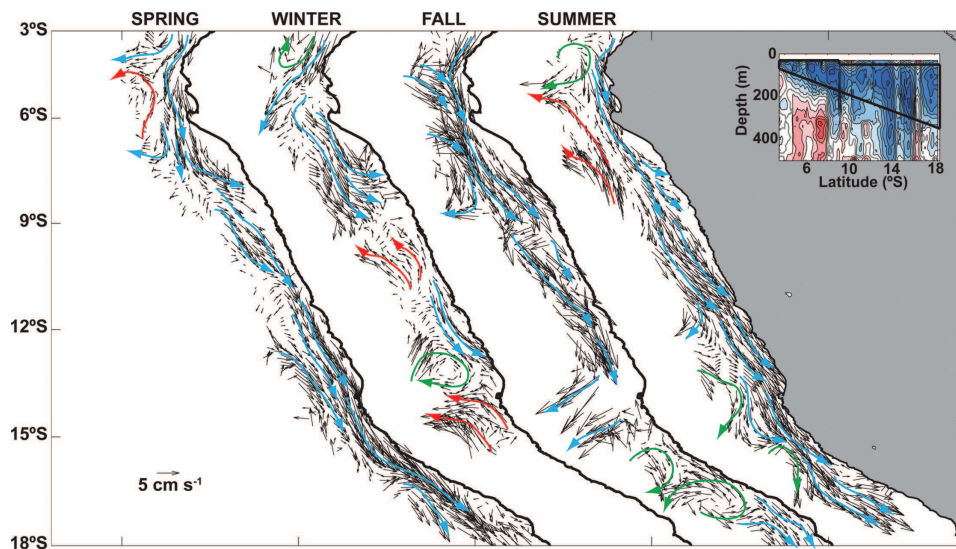 SPRING WINTER FALL SUMMER
3ºS
6ºS
9ºS
12ºS
15ºS
18ºS
5 cm s-1
0
200
400
Depth (m)
6 10 14 18
Latitude (ºS)